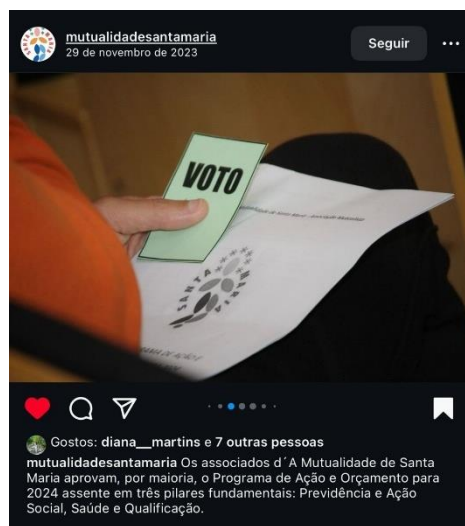 mutualidadesantamaria
29 de novembro de 2023
Seguir
VOTO
SANTA MARIA
Gostos: diana__martins e 7 outras pessoas
mutualidadesantamaria Os associados d´A Mutualidade de Santa
Maria aprovam, por maioria, o Programa de Ação e Orçamento para
2024 assente em três pilares fundamentais: Previdência e Ação
Social, Saúde e Qualificação.